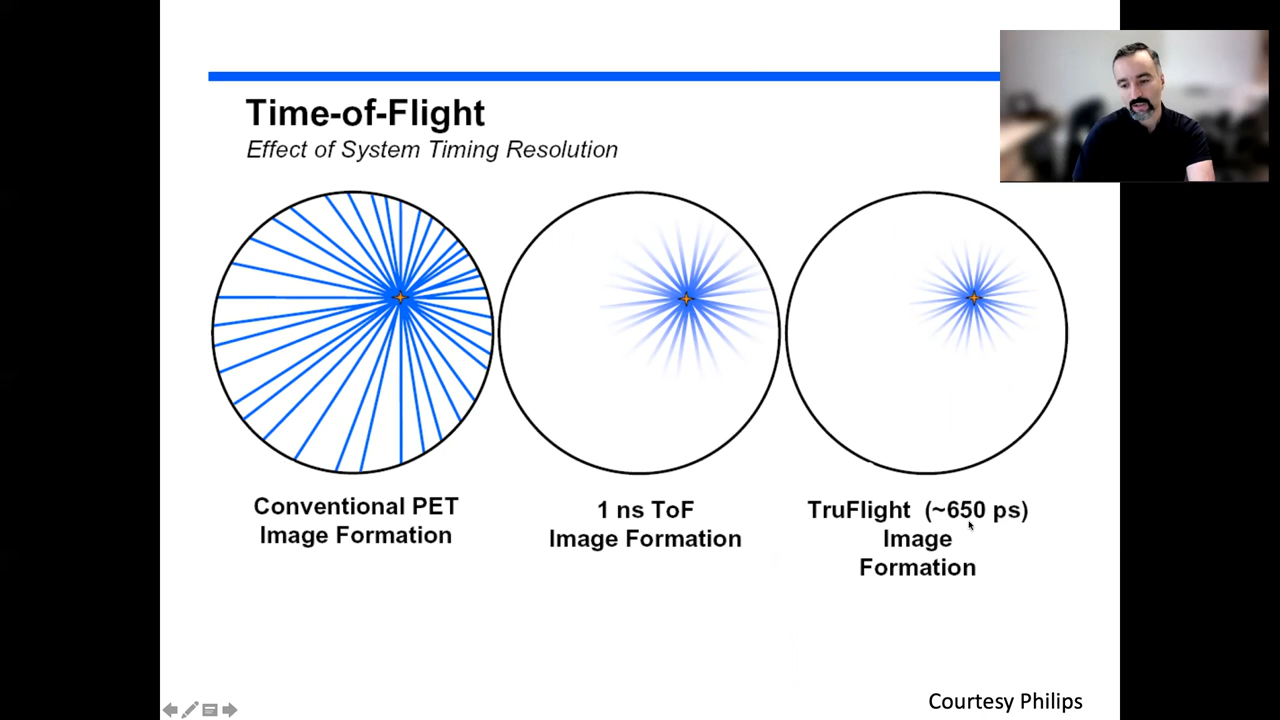 Time-of-Flight
Effect of System Timing Resolution
Conventional PET
Image Formation
1 ns ToF
Image Formation
TruFlight (~650 ps)
Image
Formation
Courtesy Philips